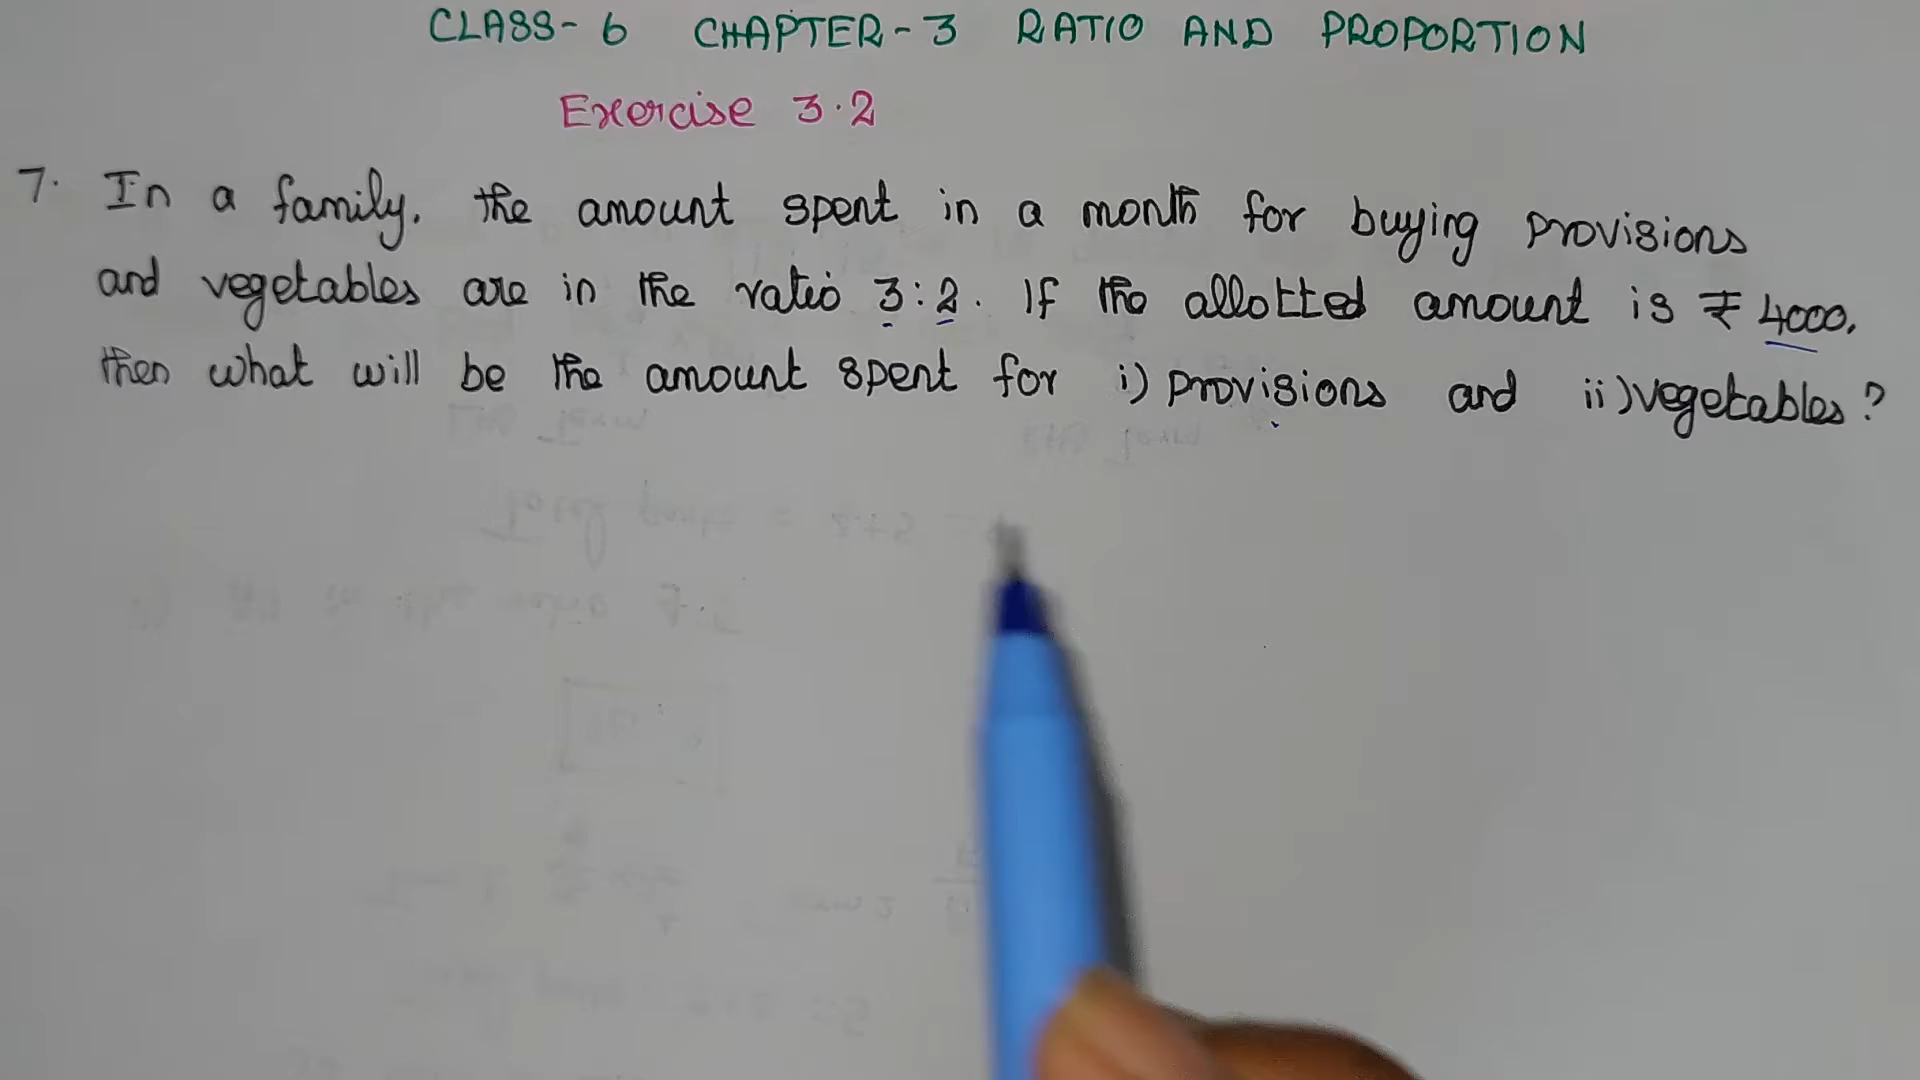 CLASS-6 CHAPTER-3 RATIO AND PROPORTION
Exercise 3.2
7. In a family, the amount spent in a month for buying provisions
and vegetables are in the ratio 3:2. If the allotted amount is ₹ 4000,
then what will be the amount spent for i) provisions and ii) vegetables?